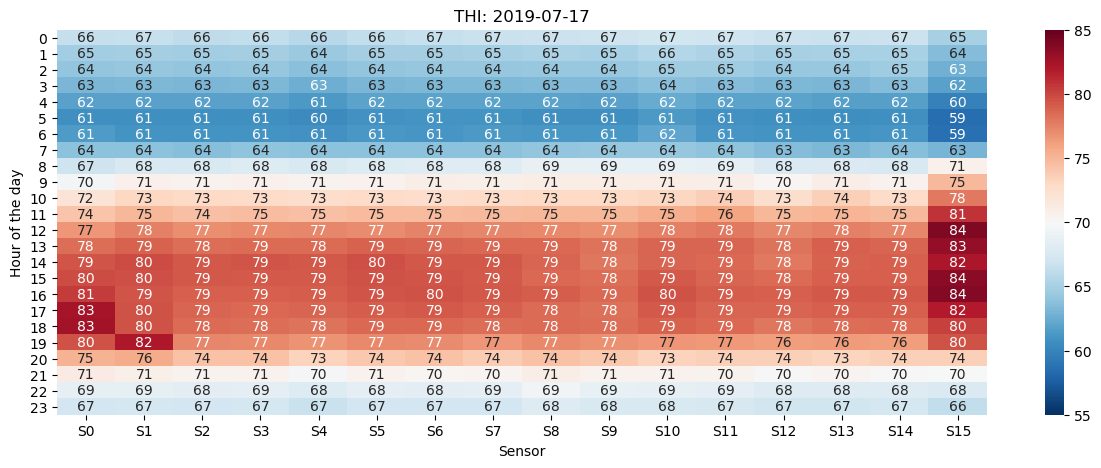 THI: 2019-07-17
Hour of the day
0 66 67 66 66 66 66 67 67 67 67 67 67 67 67 67 65
1 65 65 65 65 64 65 65 65 65 65 66 65 65 65 65 64
2 64 64 64 64 64 64 64 64 64 64 65 65 64 64 65 63
3 63 63 63 63 63 63 63 63 63 63 64 63 63 63 63 62
4 62 62 62 62 61 62 62 62 62 62 62 62 62 62 62 60
5 61 61 61 61 60 61 61 61 61 61 61 61 61 61 61 59
6 61 61 61 61 61 61 61 61 61 61 62 61 61 61 61 59
7 64 64 64 64 64 64 64 64 64 64 64 64 63 63 64 63
8 67 68 68 68 68 68 68 68 69 69 69 69 68 68 68 71
9 70 71 71 71 71 71 71 71 71 71 71 71 70 71 71 75
10 72 73 73 73 73 73 73 73 73 73 73 74 73 74 73 78
11 74 75 74 75 75 75 75 75 75 75 75 76 75 75 75 81
12 77 78 77 77 77 77 77 77 77 77 78 78 77 78 77 84
13 78 79 78 79 78 79 79 79 79 78 79 79 78 79 79 83
14 79 80 79 79 79 80 79 79 79 78 79 79 78 79 79 82
15 80 80 79 79 79 79 79 79 79 79 79 79 79 79 79 84
16 81 79 79 79 79 79 80 79 79 79 80 79 79 79 79 84
17 83 80 79 79 79 79 79 79 78 78 79 79 79 79 79 82
18 83 80 78 78 78 79 79 78 78 78 79 79 78 78 78 80
19 80 82 77 77 77 77 77 77 77 77 77 77 76 76 76 80
20 75 76 74 74 73 74 74 74 74 74 73 74 74 73 74 74
21 71 71 71 71 70 71 70 70 71 71 71 70 70 70 70 70
22 69 69 68 69 68 68 68 69 69 69 69 69 68 68 68 68
23 67 67 67 67 67 67 67 67 68 68 68 67 67 67 67 66
S0 S1 S2 S3 S4 S5 S6 S7 S8 S9 S10 S11 S12 S13 S14 S15
Sensor
85
80
75
70
65
60
55